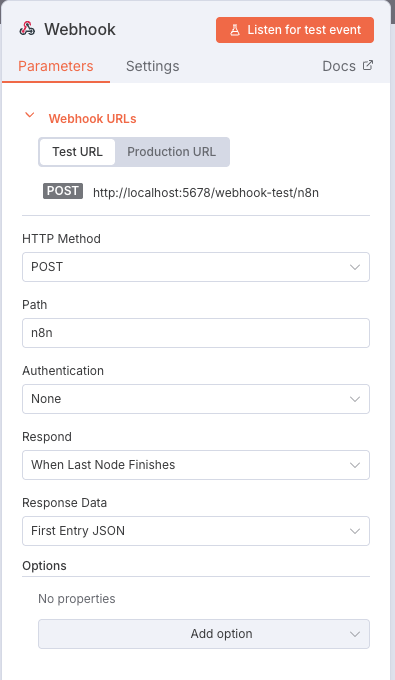 Webhook
Listen for test event
Parameters
Settings
Docs
Webhook URLs
Test URL
Production URL
POST
http://localhost:5678/webhook-test/n8n
HTTP Method
POST
Path
n8n
Authentication
None
Respond
When Last Node Finishes
Response Data
First Entry JSON
Options
No properties
Add option